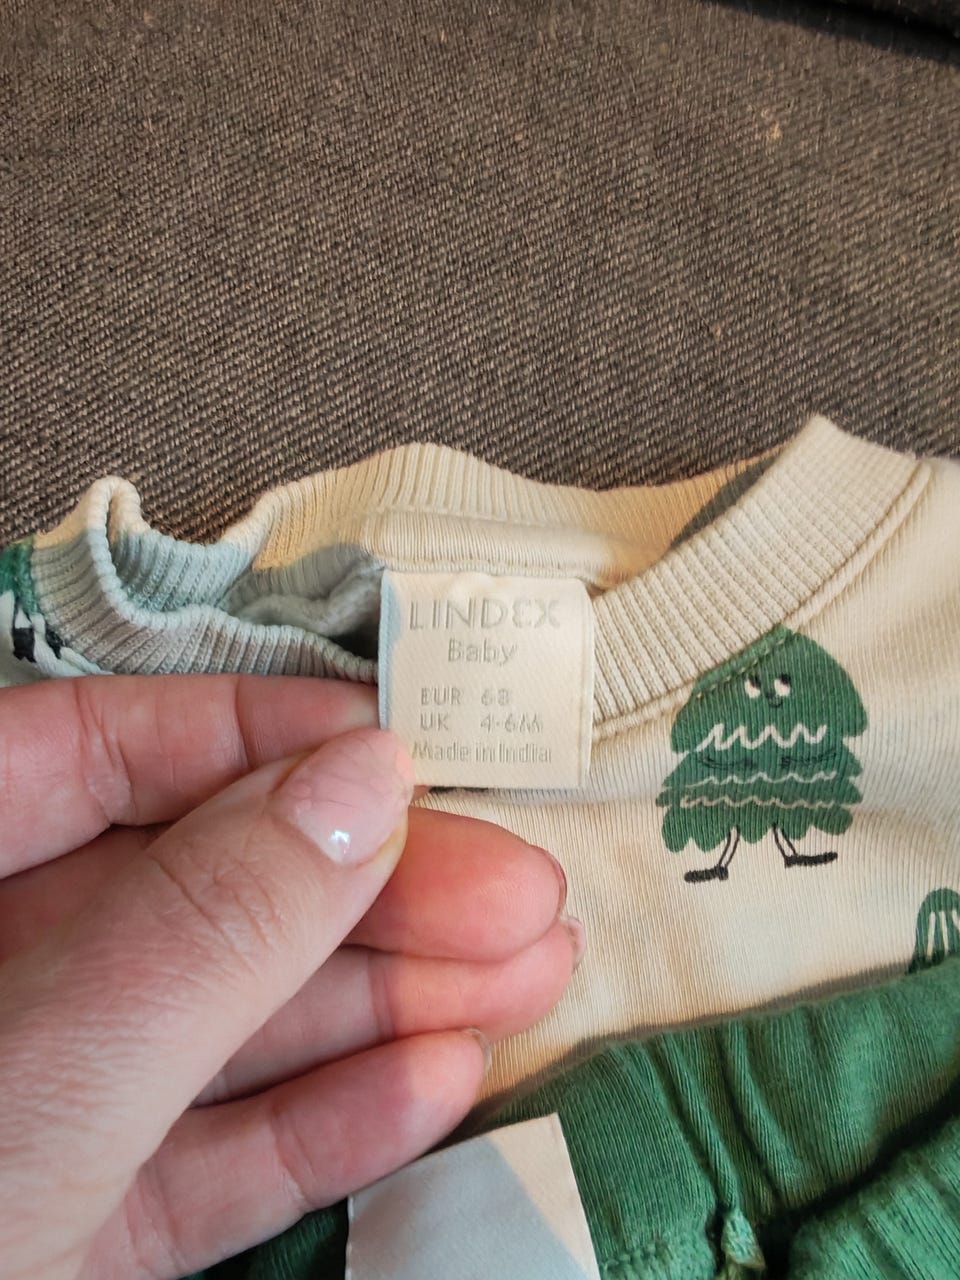 LINDEX
Baby
EUR 68
UK 4-6M
Made in India